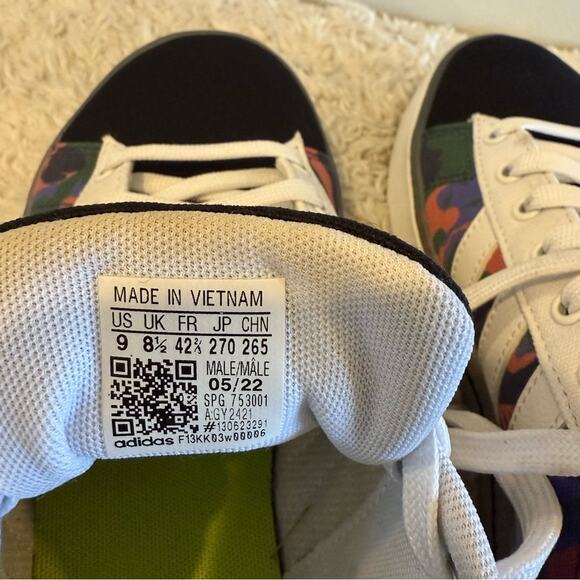 MADE IN VIETNAM
US UK FR JP CHN
9 8½ 42⅔ 270 265
MALE/MÂLE
05/22
SPG 753001
A:GY2421
#130623291
adidas F13KK03W00006